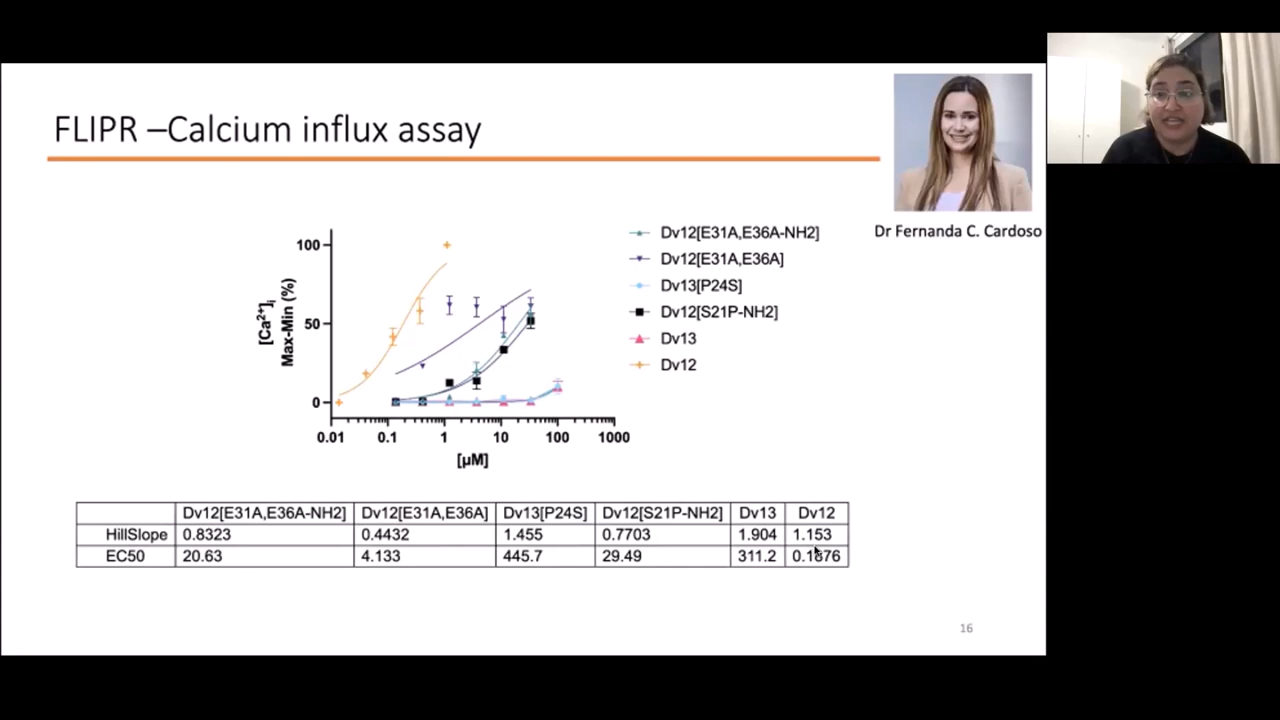 FLIPR –Calcium influx assay
Dr Fernanda C. Cardoso
[Ca2+]i
Max-Min (%)
100
50
0
0.01 0.1 1 10 100 1000
[µM]
Dv12[E31A,E36A-NH2]
Dv12[E31A,E36A]
Dv13[P24S]
Dv12[S21P-NH2]
Dv13
Dv12
Dv12[E31A,E36A-NH2] Dv12[E31A,E36A] Dv13[P24S] Dv12[S21P-NH2] Dv13 Dv12
HillSlope 0.8323 0.4432 1.455 0.7703 1.904 1.153
EC50 20.63 4.133 445.7 29.49 311.2
16